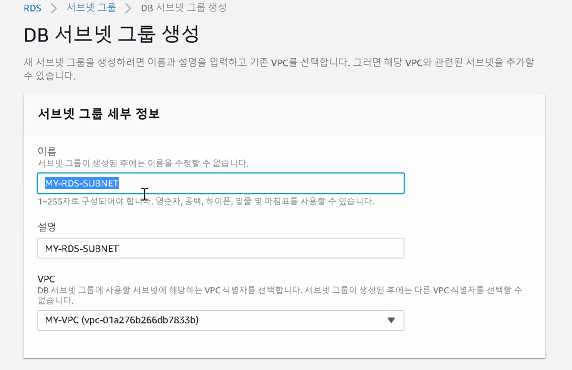 RDS > 서브넷 그룹 > DB 서브넷 그룹 생성
DB 서브넷 그룹 생성
새 서브넷 그룹을 생성하려면 이름과 설명을 입력하고 기존 VPC를 선택합니다. 그러면 해당 VPC와 관련된 서브넷을 추가할
수 있습니다.
서브넷 그룹 세부 정보
이름
서브넷 그룹이 생성된 후에는 이름을 수정할 수 없습니다.
MY-RDS-SUBNET
1~255자로 구성되어야 합니다. 영숫자, 공백, 하이픈, 밑줄 및 마침표를 사용할 수 있습니다.
설명
MY-RDS-SUBNET
VPC
DB 서브넷 그룹에 사용할 서브넷에 해당하는 VPC 식별자를 선택합니다. 서브넷 그룹이 생성된 후에는 다른 VPC 식별자를 선택할 수
없습니다.
MY-VPC (vpc-01a276b266db7833b)